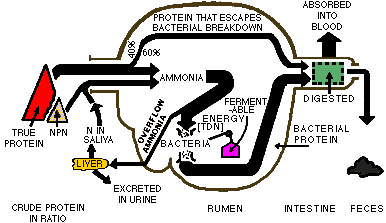 PROTEIN THAT ESCAPES
BACTERIAL BREAKDOWN
ABSORBED
INTO
BLOOD
40%
60%
AMMONIA
FERMENT
-ABLE
ENERGY
[TDN]
DIGESTED
TRUE
PROTEIN
NPN
N IN
SALIVA
OVERFLOW
AMMONIA
BACTERIA
BACTERIAL
PROTEIN
LIVER
EXCRETED
IN URINE
CRUDE PROTEIN
IN RATIO
RUMEN
INTESTINE
FECES